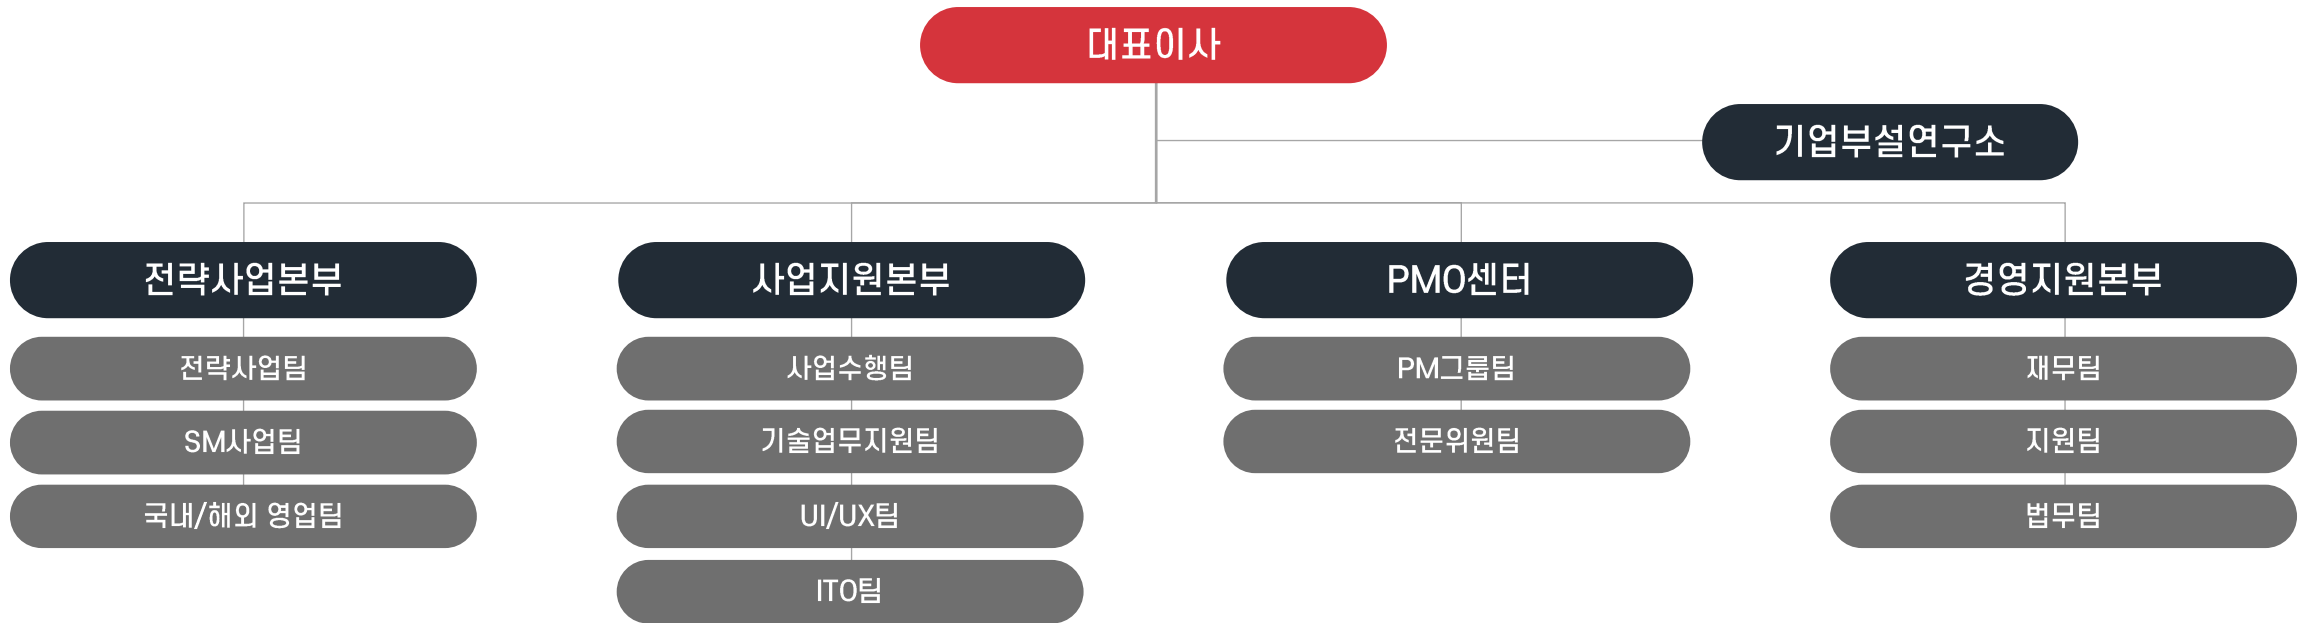 대표이사
기업부설연구소
전략사업본부
전략사업팀
SM사업팀
국내/해외 영업팀
사업지원본부
사업수행팀
기술업무지원팀
UI/UX팀
ITO팀
PMO센터
PM그룹팀
전문위원팀
경영지원본부
재무팀
지원팀
법무팀